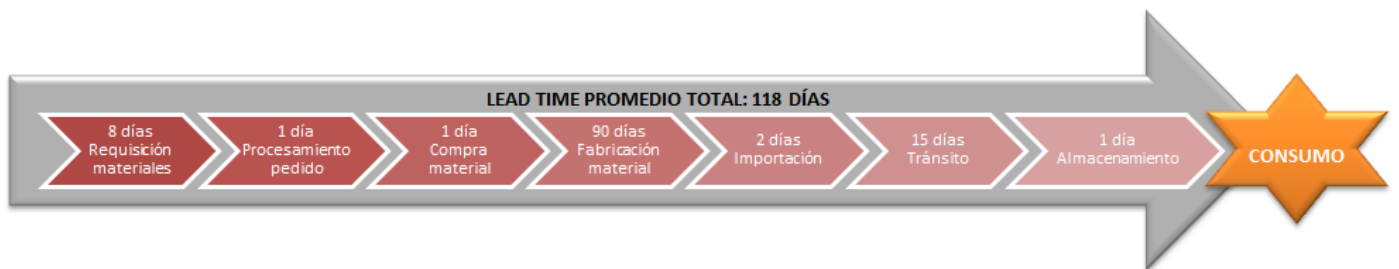 LEAD TIME PROMEDIO TOTAL: 118 DÍAS
8 días
Requisición
materiales
1 día
Procesamiento
pedido
1 día
Compra
material
90 días
Fabricación
material
2 días
Importación
15 días
Tránsito
1 día
Almacenamiento
CONSUMO